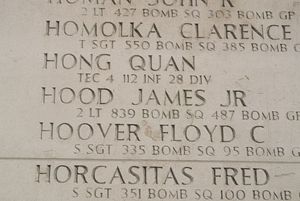 HOMAN JOHN R
2 LT 427 BOMB SQ 303 BOMB GP
HOMOLKA CLARENCE
T SGT 550 BOMB SQ 385 BOMB G
HONG QUAN
TEC 4 112 INF 28 DIV
HOOD JAMES JR
2 LT 839 BOMB SQ 487 BOMB GP
HOOVER FLOYD C
S SGT 335 BOMB SQ 95 BOMB G
HORCASITAS FRED
S SGT 351 BOMB SQ 100 BOMB